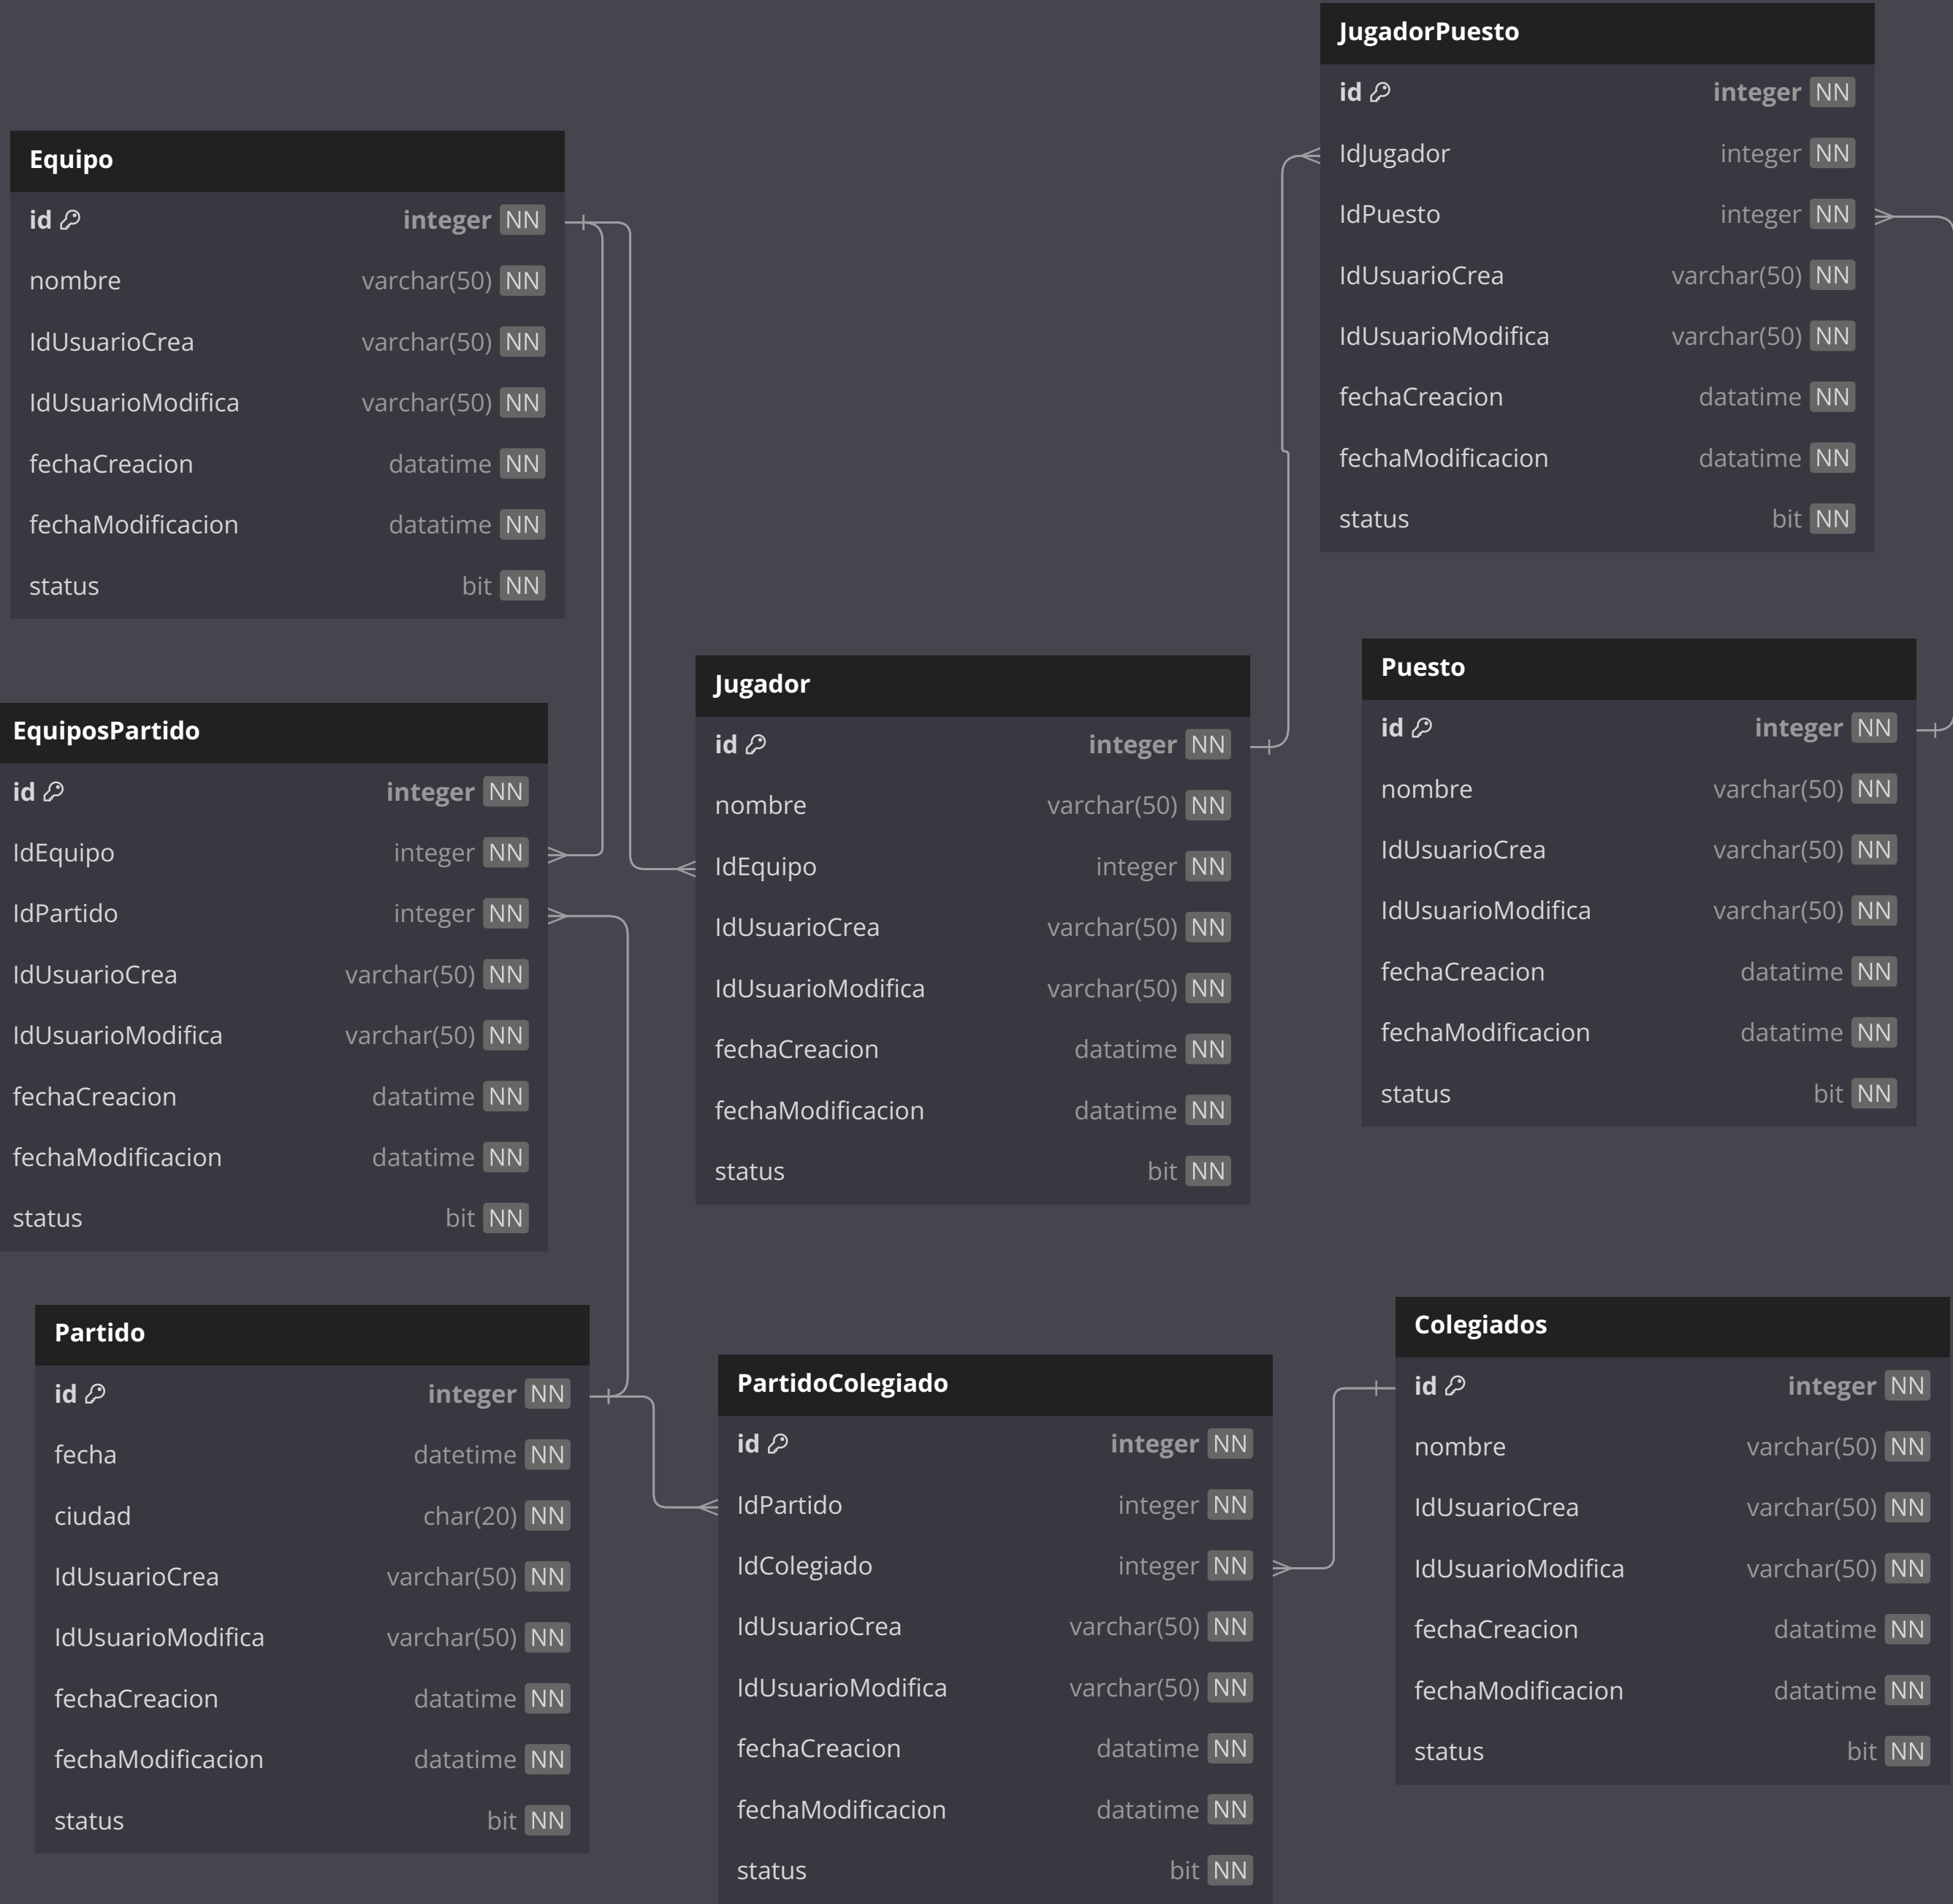 JugadorPuesto
id integer NN
IdJugador integer NN
IdPuesto integer NN
IdUsuarioCrea varchar(50) NN
IdUsuarioModifica varchar(50) NN
fechaCreacion datatime NN
fechaModificacion datatime NN
status bit NN
Equipo
id integer NN
nombre varchar(50) NN
IdUsuarioCrea varchar(50) NN
IdUsuarioModifica varchar(50) NN
fechaCreacion datatime NN
fechaModificacion datatime NN
status bit NN
EquiposPartido
id integer NN
IdEquipo integer NN
IdPartido integer NN
IdUsuarioCrea varchar(50) NN
IdUsuarioModifica varchar(50) NN
fechaCreacion datatime NN
fechaModificacion datatime NN
status bit NN
Jugador
id integer NN
nombre varchar(50) NN
IdEquipo integer NN
IdUsuarioCrea varchar(50) NN
IdUsuarioModifica varchar(50) NN
fechaCreacion datatime NN
fechaModificacion datatime NN
status bit NN
Puesto
id integer NN
nombre varchar(50) NN
IdUsuarioCrea varchar(50) NN
IdUsuarioModifica varchar(50) NN
fechaCreacion datatime NN
fechaModificacion datatime NN
status bit NN
Partido
id integer NN
fecha datetime NN
ciudad char(20) NN
IdUsuarioCrea varchar(50) NN
IdUsuarioModifica varchar(50) NN
fechaCreacion datatime NN
fechaModificacion datatime NN
status bit NN
PartidoColegiado
id integer NN
IdPartido integer NN
IdColegiado integer NN
IdUsuarioCrea varchar(50) NN
IdUsuarioModifica varchar(50) NN
fechaCreacion datatime NN
fechaModificacion datatime NN
status bit NN
Colegiados
id integer NN
nombre varchar(50) NN
IdUsuarioCrea varchar(50) NN
IdUsuarioModifica varchar(50) NN
fechaCreacion datatime NN
fechaModificacion datatime NN
status bit NN